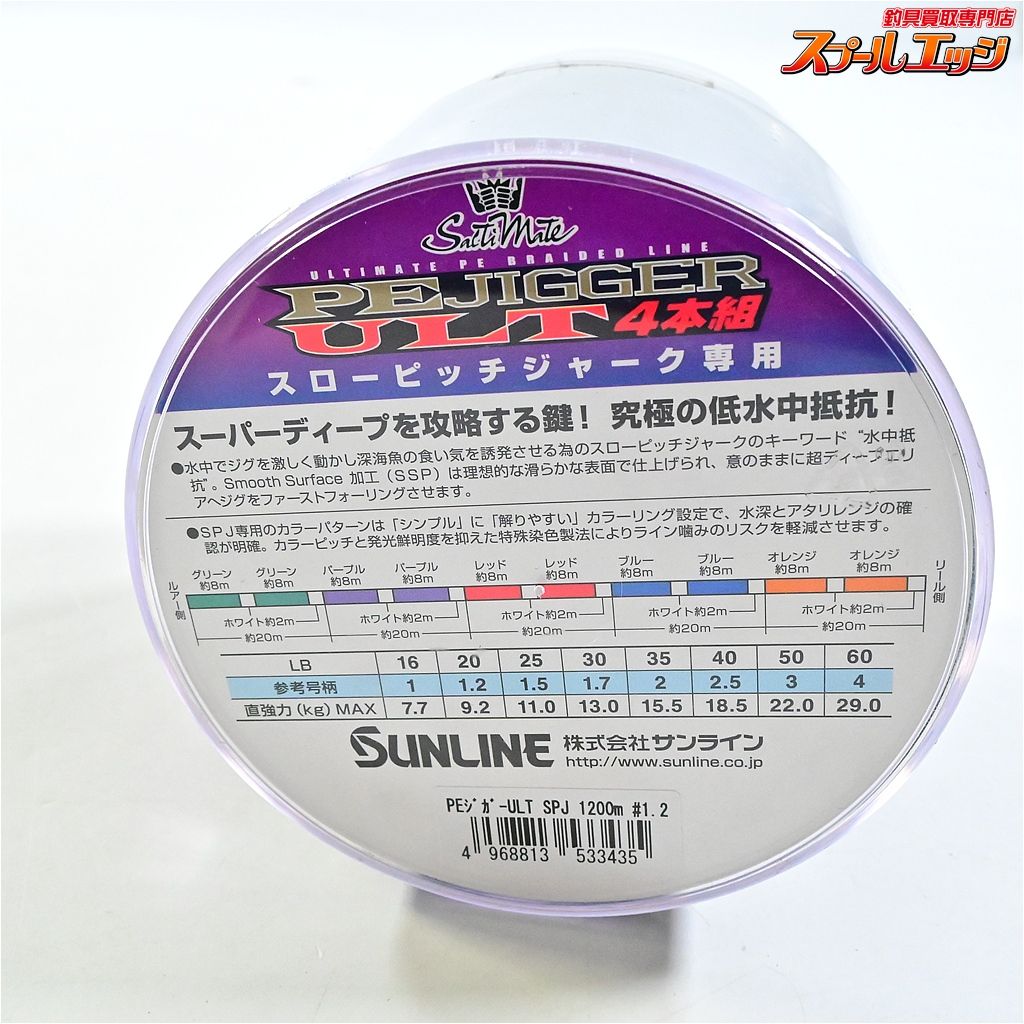 釣具買取専門店
スプールエッジ
Salti Mate
ULTIMATE PE BRAIDED LINE
PEJIGGER
ULT 4本組
スローピッチジャーク専用
スーパーディープを攻略する鍵！ 究極の低水中抵抗！
●水中でジグを激しく動かし深海魚の食い気を誘発させる為のスローピッチジャークのキーワード“水中抵
抗”。Smooth Surface 加工（SSP）は理想的な滑らかな表面で仕上げられ、意のままに超ディープエリ
アへジグをファーストフォーリングさせます。
●SPJ専用のカラーパターンは「シンプル」に「解りやすい」カラーリング設定で、水深とアタリレンジの確
認が明確。カラーピッチと発光鮮明度を抑えた特殊染色製法によりライン噛みのリスクを軽減させます。
グリーン グリーン パープル パープル レッド レッド ブルー ブルー オレンジ オレンジ
約8m 約8m 約8m 約8m 約8m 約8m 約8m 約8m 約8m 約8m
ルアー側 リール側
ホワイト約2m ホワイト約2m ホワイト約2m ホワイト約2m ホワイト約2m
約20m 約20m 約20m 約20m 約20m
LB 16 20 25 30 35 40 50 60
参考号柄 1 1.2 1.5 1.7 2 2.5 3 4
直強力(kg)MAX 7.7 9.2 11.0 13.0 15.5 18.5 22.0 29.0
SUNLINE 株式会社サンライン
http://www.sunline.co.jp
PEｼﾞｶﾞｰULT SPJ 1200m #1.2
4 968813 533435